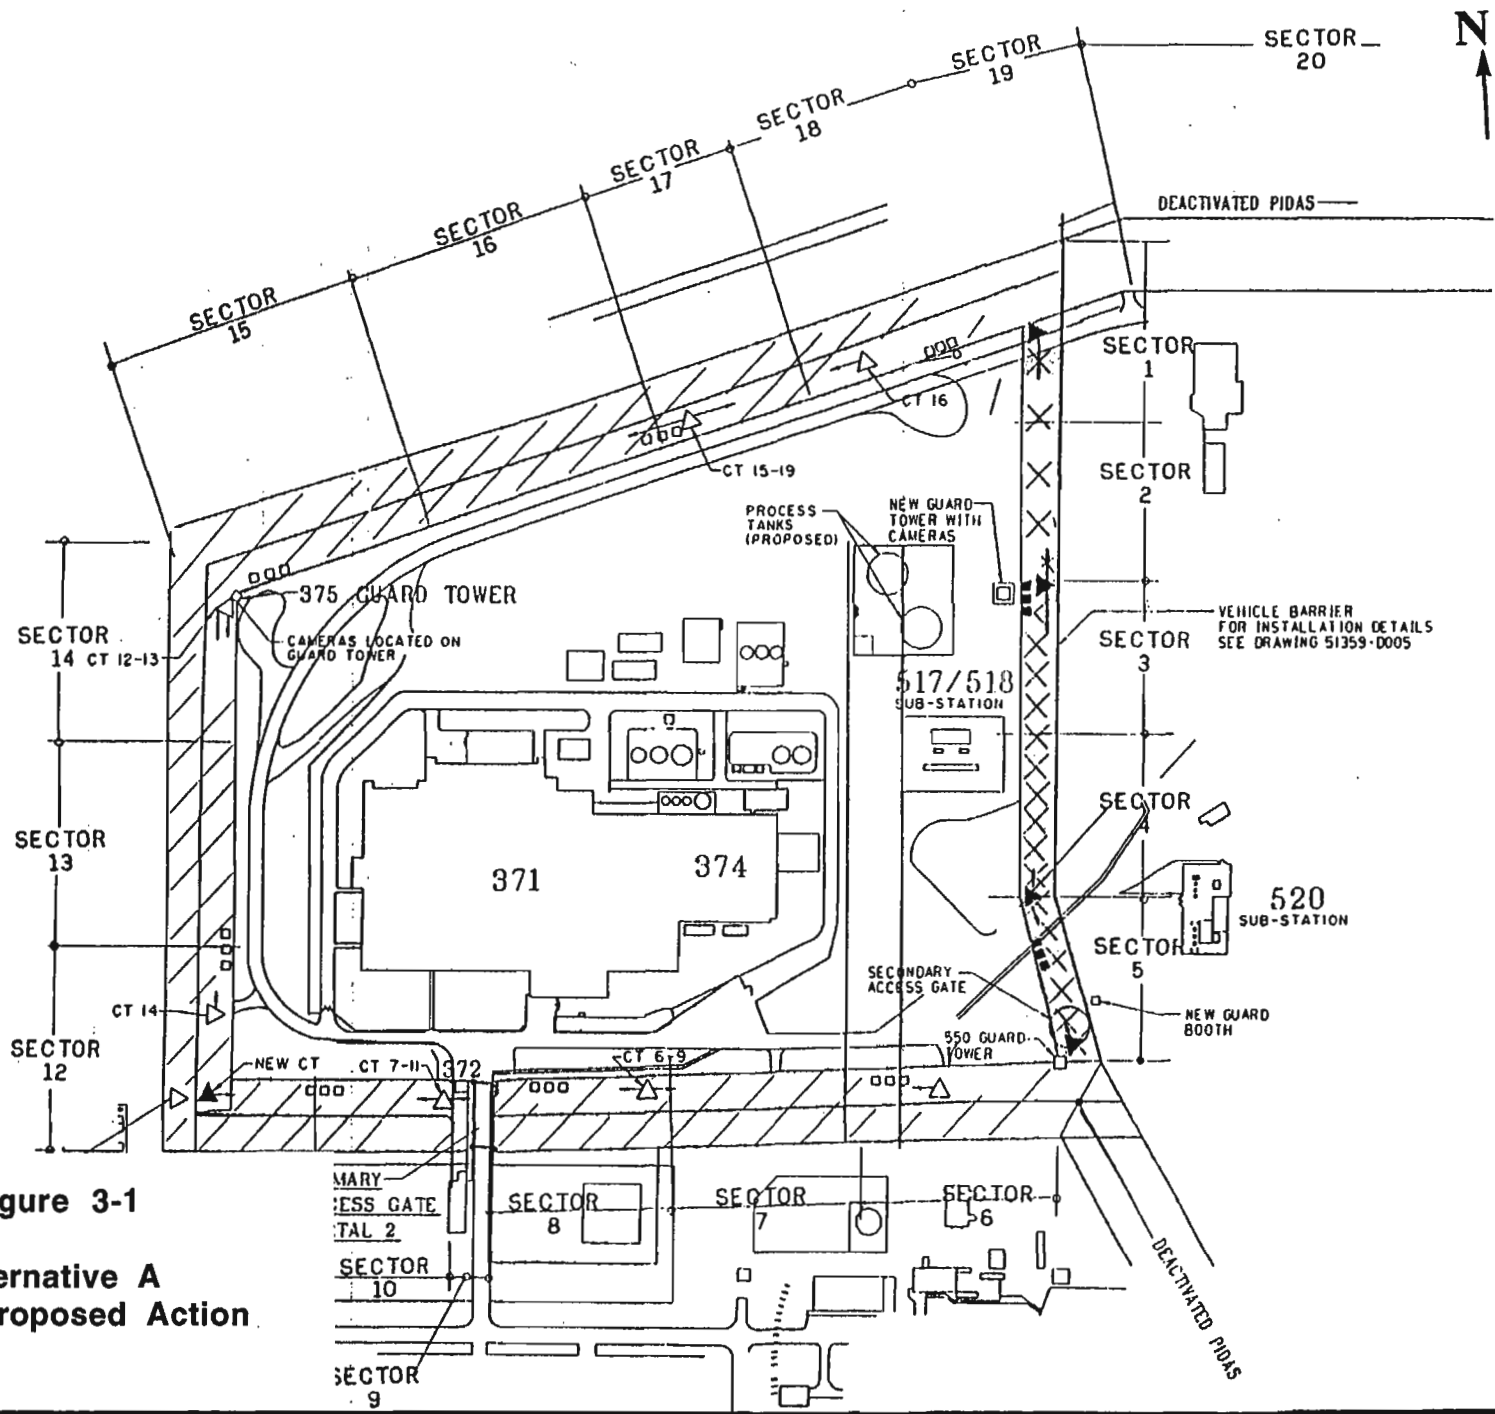 N
SECTOR
20
SECTOR
19
SECTOR
18
SECTOR
17
SECTOR
16
SECTOR
15
DEACTIVATED PIDAS
SECTOR
1
CT 16
CT 15-19
SECTOR
2
PROCESS
TANKS
(PROPOSED)
NEW GUARD
TOWER WITH
CAMERAS
375 GUARD TOWER
CAMERAS LOCATED ON
GUARD TOWER
SECTOR
14
CT 12-13
VEHICLE BARRIER
FOR INSTALLATION DETAILS
SEE DRAWING 51359-D005
SECTOR
3
517/518
SUB-STATION
SECTOR
4
SECTOR
13
371
374
520
SUB-STATION
SECTOR
5
SECONDARY
ACCESS GATE
CT 14
NEW GUARD
BOOTH
550 GUARD
TOWER
SECTOR
12
NEW CT
CT 7-11
372
CT 6-9
MARY
ESS GATE
TAL 2
SECTOR
8
SECTOR
7
SECTOR
6
gure 3-1
SECTOR
10
ernative A
roposed Action
DEACTIVATED PIDAS
SECTOR
9